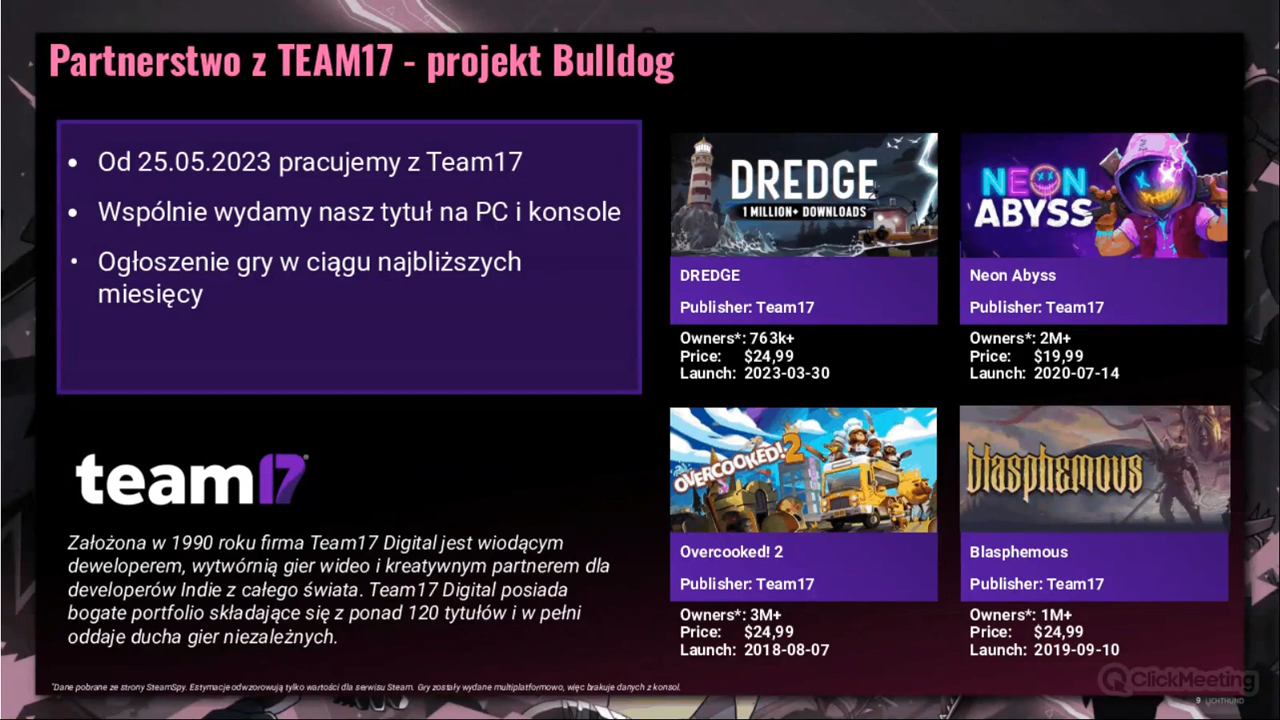 Partnerstwo z TEAM17 - projekt Bulldog
• Od 25.05.2023 pracujemy z Team17
• Wspólnie wydamy nasz tytuł na PC i konsole
• Ogłoszenie gry w ciągu najbliższych
miesięcy
team17
Założona w 1990 roku firma Team17 Digital jest wiodącym
deweloperem, wytwórnią gier wideo i kreatywnym partnerem dla
developerów Indie z całego świata. Team17 Digital posiada
bogate portfolio składające się z ponad 120 tytułów i w pełni
oddaje ducha gier niezależnych.
DREDGE
1 MILLION+ DOWNLOADS
DREDGE
Publisher: Team17
Owners*: 763k+
Price: $24,99
Launch: 2023-03-30
NEON
ABYSS
Neon Abyss
Publisher: Team17
Owners*: 2M+
Price: $19,99
Launch: 2020-07-14
OVERCOOKED! 2
Overcooked! 2
Publisher: Team17
Owners*: 3M+
Price: $24,99
Launch: 2018-08-07
blasphemous
Blasphemous
Publisher: Team17
Owners*: 1M+
Price: $24,99
Launch: 2019-09-10
*Dane pobrane ze strony SteamSpy. Estymacje odwzorowują tylko wartości dla serwisu Steam. Gry zostały wydane multiplatformowo, więc brakuje danych z konsol.
ClickMeeting
9 LICHTHUND